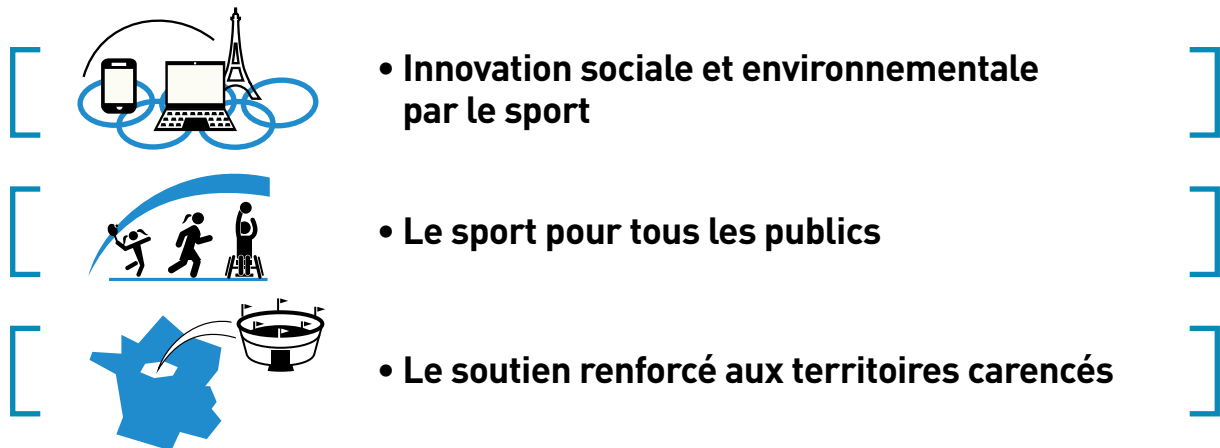 • Innovation sociale et environnementale
par le sport
• Le sport pour tous les publics
• Le soutien renforcé aux territoires carencés